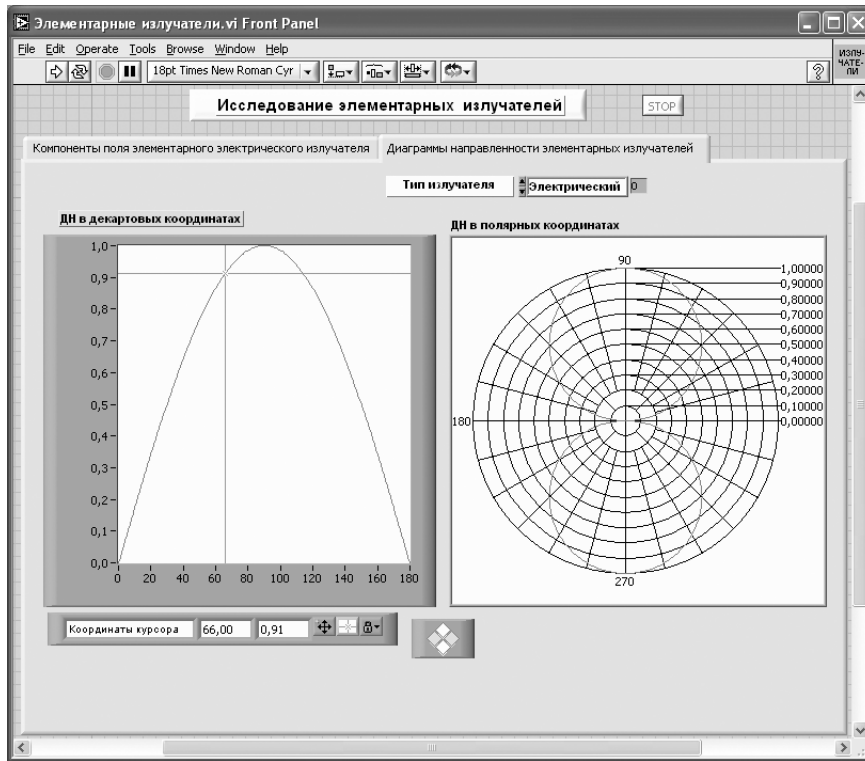 Элементарные излучатели.vi Front Panel
File Edit Operate Tools Browse Window Help
18pt Times New Roman Cyr
?
ИЗЛУ-
ЧАТЕ-
ЛИ
Исследование элементарных излучателей
STOP
Компоненты поля элементарного электрического излучателя
Диаграммы направленности элементарных излучателей
Тип излучателя
Электрический
0
ДН в декартовых координатах
1,0
0,9
0,8
0,7
0,6
0,5
0,4
0,3
0,2
0,1
0,0
0 20 40 60 80 100 120 140 160 180
Координаты курсора 66,00 0,91
ДН в полярных координатах
90
1,00000
0,90000
0,80000
0,70000
0,60000
0,50000
0,40000
0,30000
0,20000
0,10000
0,00000
180
270